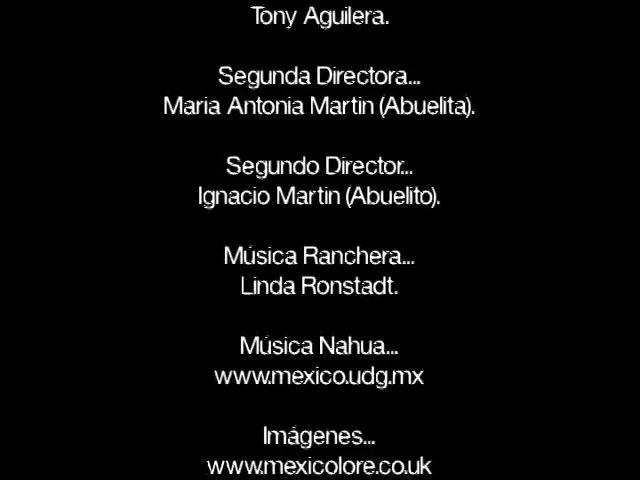 Tony Aguilera.
Segunda Directora...
Maria Antonia Martin (Abuelita).
Segundo Director...
Ignacio Martin (Abuelito).
Música Ranchera...
Linda Ronstadt.
Música Nahua...
www.mexico.udg.mx
Imágenes...
www.mexicolore.co.uk